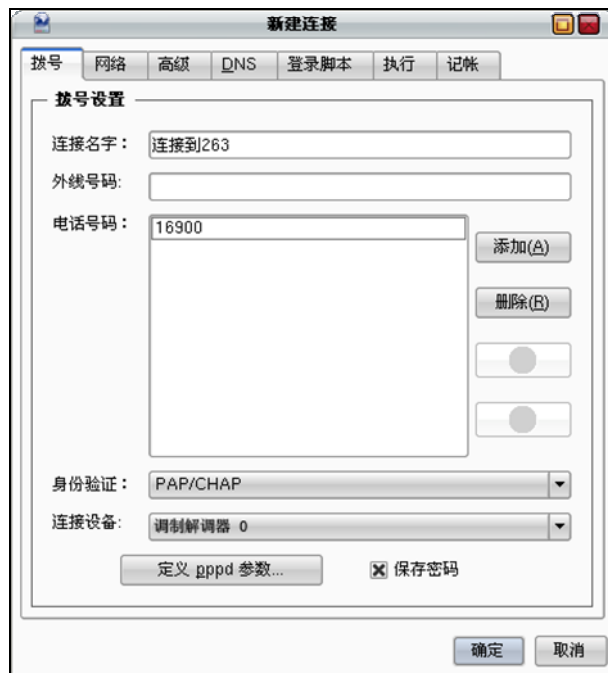 新建连接
拨号 网络 高级 DNS 登录脚本 执行 记帐
拨号设置
连接名字： 连接到263
外线号码:
电话号码： 16900
添加(A)
删除(R)
身份验证： PAP/CHAP
连接设备: 调制解调器 0
定义 pppd 参数... 保存密码
确定 取消